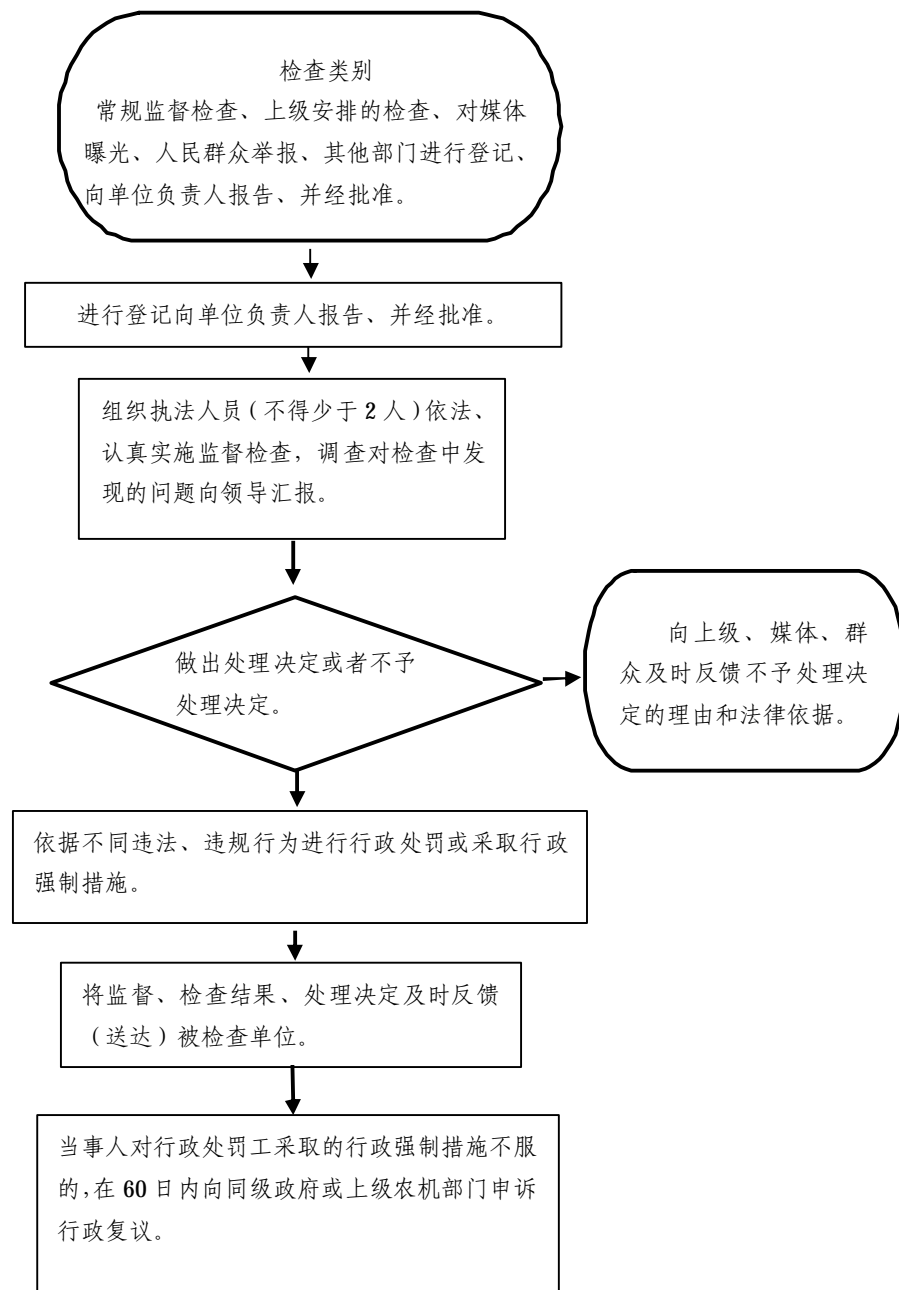 检查类别
常规监督检查、上级安排的检查、对媒体
曝光、人民群众举报、其他部门进行登记、
向单位负责人报告、并经批准。
进行登记向单位负责人报告、并经批准。
组织执法人员（不得少于 2 人）依法、
认真实施监督检查，调查对检查中发
现的问题向领导汇报。
做出处理决定或者不予
处理决定。
向上级、媒体、群
众及时反馈不予处理决
定的理由和法律依据。
依据不同违法、违规行为进行行政处罚或采取行政
强制措施。
将监督、检查结果、处理决定及时反馈
（送达）被检查单位。
当事人对行政处罚工采取的行政强制措施不服
的,在 60 日内向同级政府或上级农机部门申诉
行政复议。